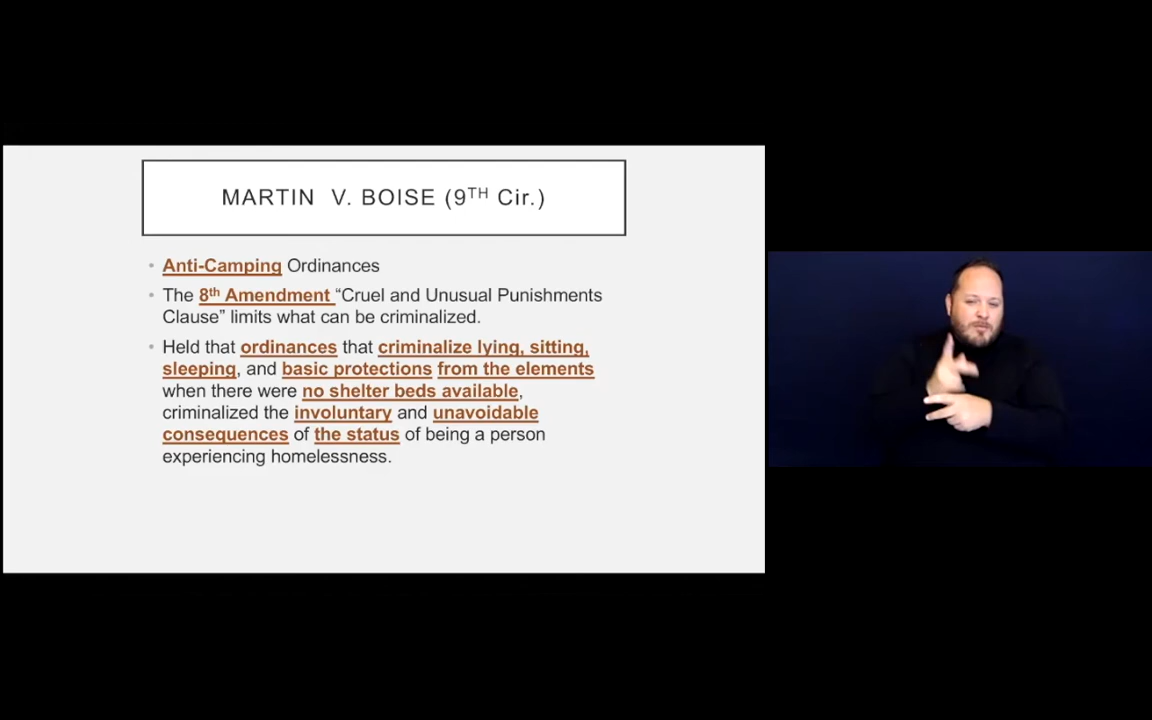 MARTIN V. BOISE (9TH Cir.)
• Anti-Camping Ordinances
• The 8th Amendment “Cruel and Unusual Punishments
Clause” limits what can be criminalized.
• Held that ordinances that criminalize lying, sitting,
sleeping, and basic protections from the elements
when there were no shelter beds available,
criminalized the involuntary and unavoidable
consequences of the status of being a person
experiencing homelessness.